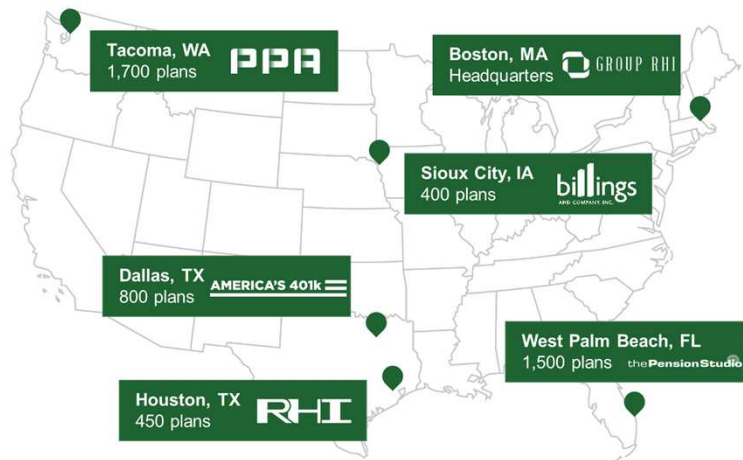 Tacoma, WA
1,700 plans
PPA
Boston, MA
Headquarters
GROUP RHI
Sioux City, IA
400 plans
billings
AND COMPANY, INC.
Dallas, TX
800 plans
AMERICA'S 401k
West Palm Beach, FL
1,500 plans
thePensionStudio
Houston, TX
450 plans
RHI